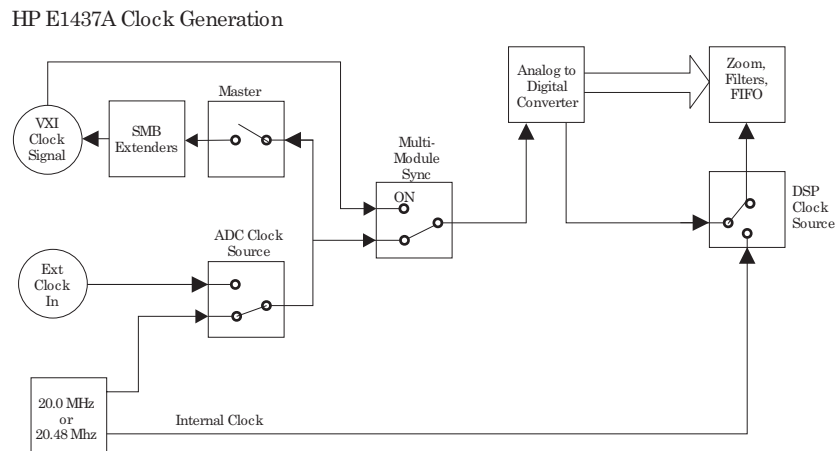 HP E1437A Clock Generation
VXI
Clock
Signal
SMB
Extenders
Master
Multi-
Module
Sync
ON
Analog to
Digital
Converter
Zoom,
Filters,
FIFO
DSP
Clock
Source
ADC Clock
Source
Ext
Clock
In
20.0 MHz
or
20.48 Mhz
Internal Clock